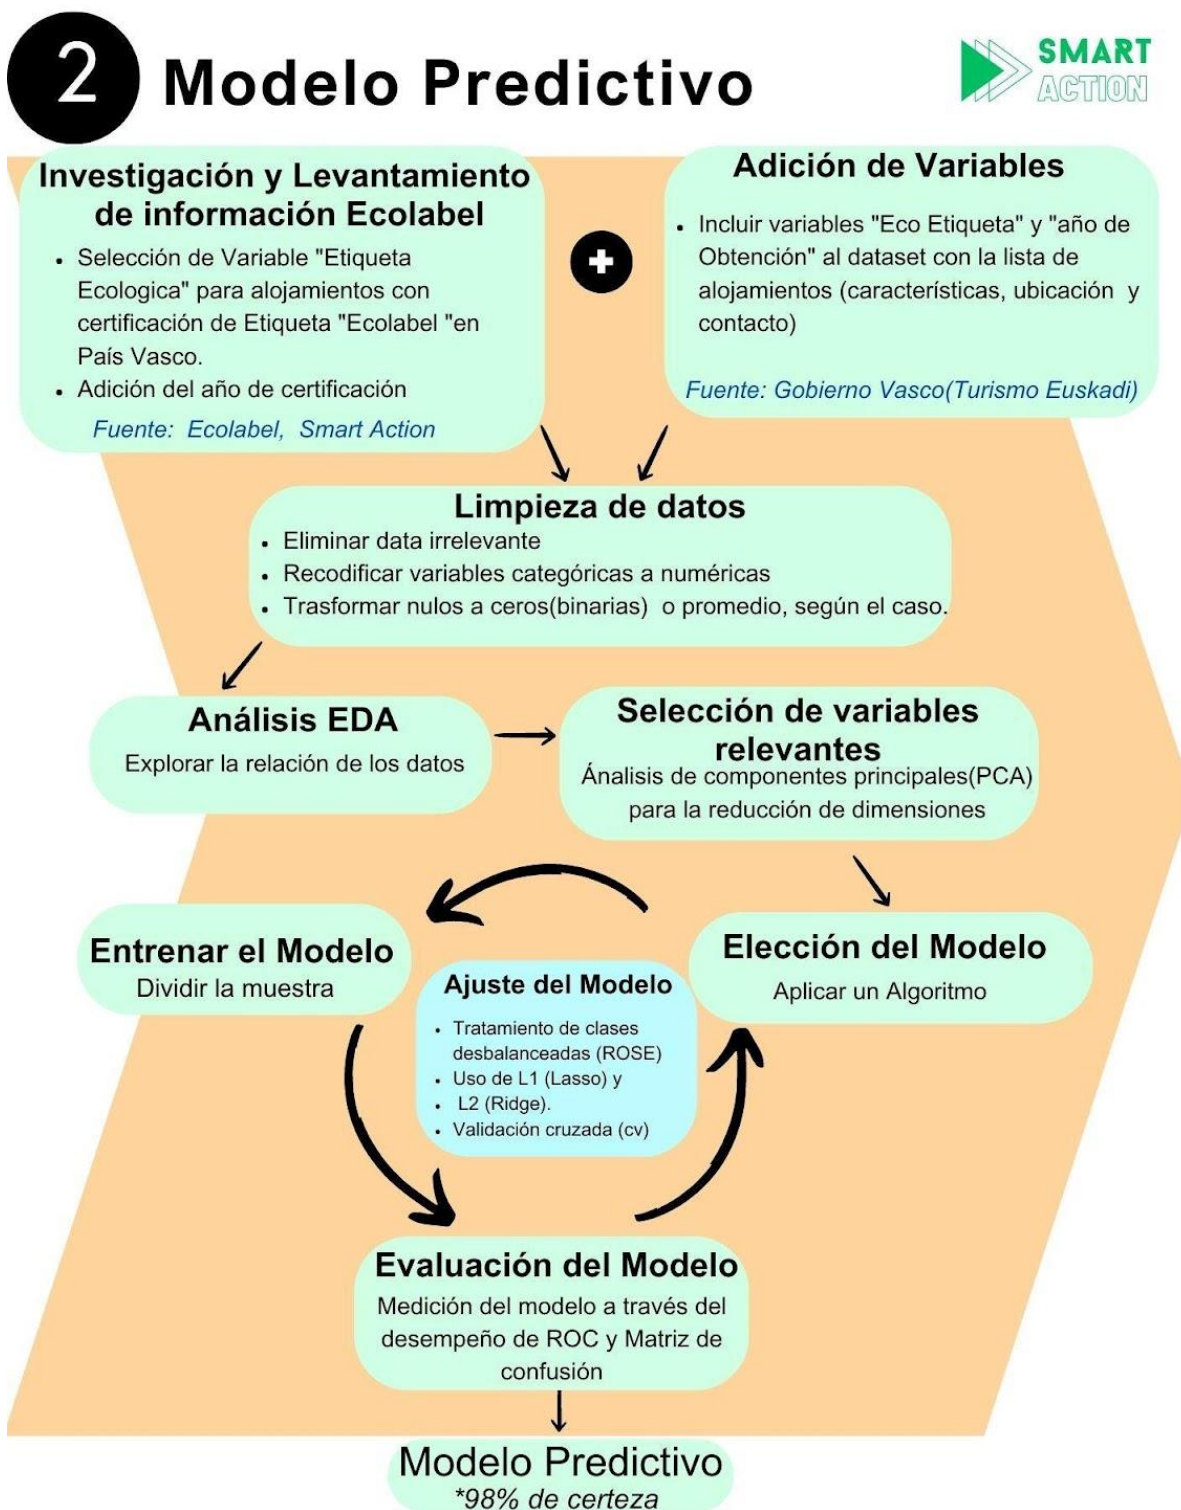 2
Modelo Predictivo
SMART
ACTION
Investigación y Levantamiento
de información Ecolabel
• Selección de Variable "Etiqueta
Ecologica" para alojamientos con
certificación de Etiqueta "Ecolabel "en
País Vasco.
• Adición del año de certificación
Fuente: Ecolabel, Smart Action
+
Adición de Variables
• Incluir variables "Eco Etiqueta" y "año de
Obtención" al dataset con la lista de
alojamientos (características, ubicación y
contacto)
Fuente: Gobierno Vasco(Turismo Euskadi)
Limpieza de datos
• Eliminar data irrelevante
• Recodificar variables categóricas a numéricas
• Trasformar nulos a ceros(binarias) o promedio, según el caso.
Análisis EDA
Explorar la relación de los datos
Selección de variables
relevantes
Ánalisis de componentes principales(PCA)
para la reducción de dimensiones
Entrenar el Modelo
Dividir la muestra
Ajuste del Modelo
• Tratamiento de clases
desbalanceadas (ROSE)
• Uso de L1 (Lasso) y
• L2 (Ridge).
• Validación cruzada (cv)
Elección del Modelo
Aplicar un Algoritmo
Evaluación del Modelo
Medición del modelo a través del
desempeño de ROC y Matriz de
confusión
Modelo Predictivo
*98% de certeza